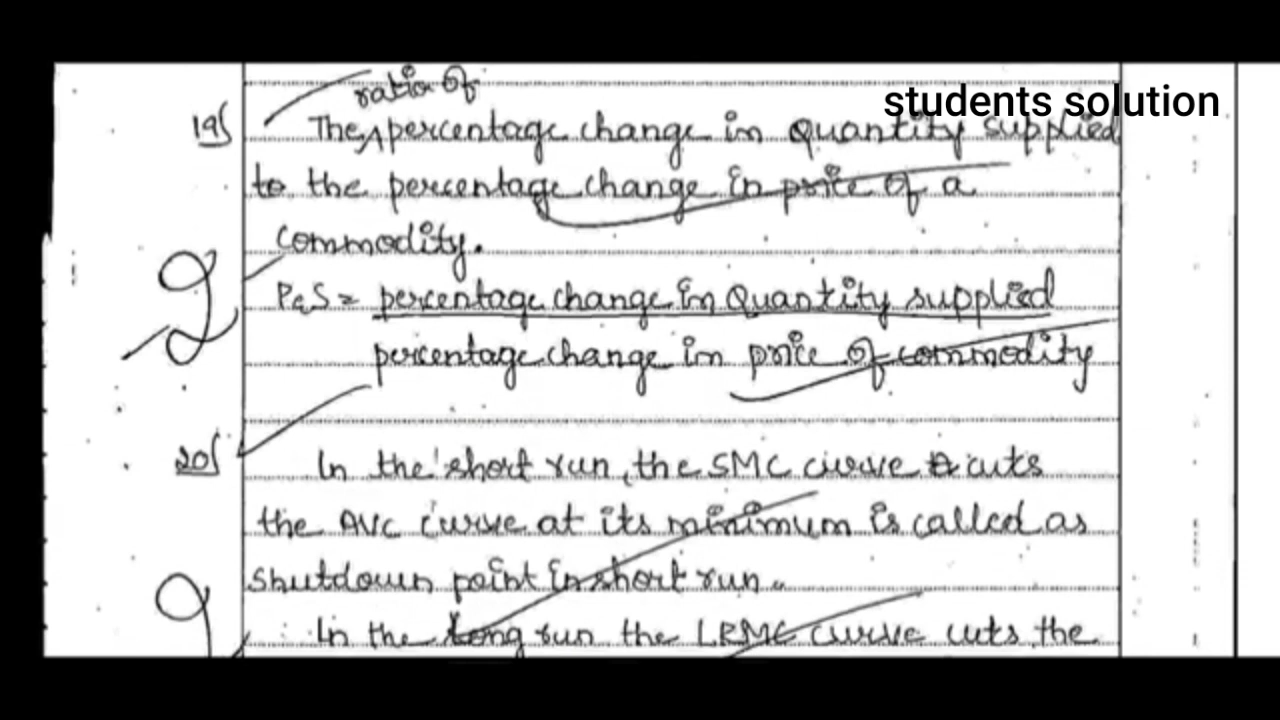 students solution
ratio of
19) The ^ percentage change in Quantity supplied
to the percentage change in price of a
commodity.
PeS = percentage change in Quantity supplied
percentage change in price of commodity
20) In the short run, the SMC curve cuts
the AVC curve at its minimum is called as
shutdown point in short run.
In the long run the LRMC curve cuts the